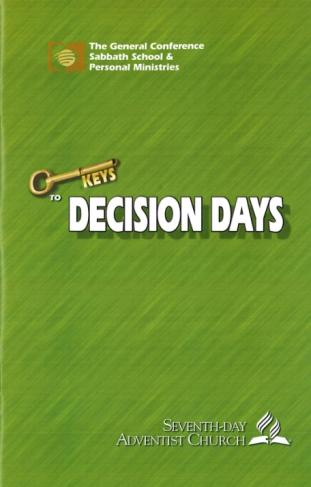 The General Conference
Sabbath School &
Personal Ministries
KEYS
TO
DECISION DAYS
SEVENTH-DAY
ADVENTIST CHURCH